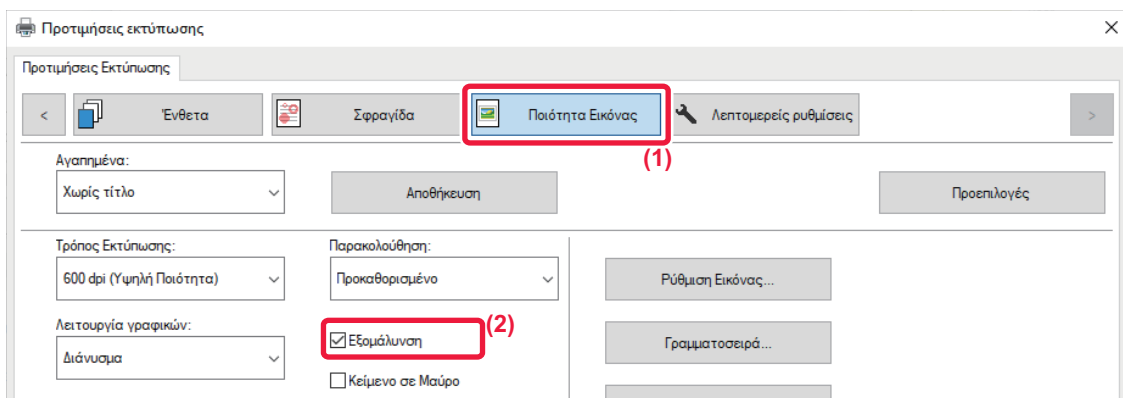 Προτιμήσεις εκτύπωσης
Προτιμήσεις Εκτύπωσης
< Ένθετα Σφραγίδα Ποιότητα Εικόνας Λεπτομερείς ρυθμίσεις >
(1)
Αγαπημένα:
Χωρίς τίτλο Αποθήκευση Προεπιλογές
Τρόπος Εκτύπωσης: Παρακολούθηση:
600 dpi (Υψηλή Ποιότητα) Προκαθορισμένο Ρύθμιση Εικόνας...
Λειτουργία γραφικών: (2)
Εξομάλυνση
Διάνυσμα Γραμματοσειρά...
Κείμενο σε Μαύρο